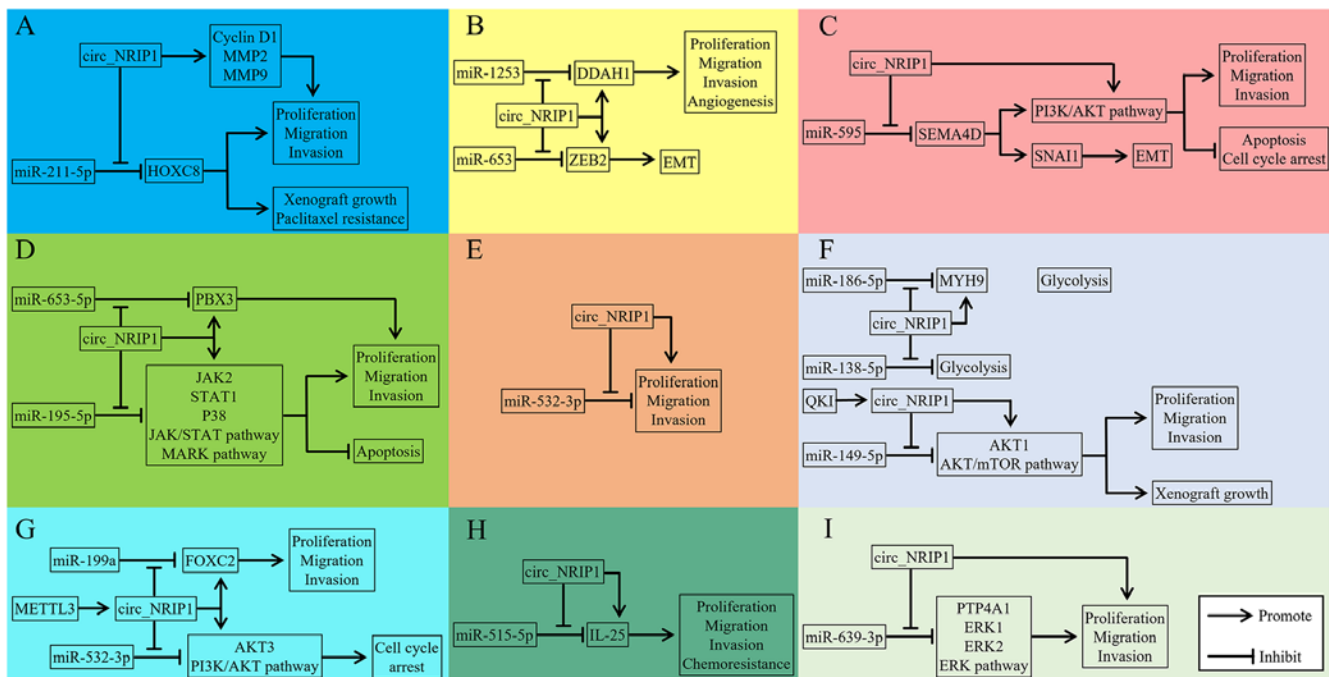 A
circ_NRIP1
Cyclin D1
MMP2
MMP9
Proliferation
Migration
Invasion
miR-211-5p
HOXC8
Xenograft growth
Paclitaxel resistance
B
miR-1253
DDAH1
Proliferation
Migration
Invasion
Angiogenesis
circ_NRIP1
miR-653
ZEB2
EMT
C
circ_NRIP1
Proliferation
Migration
Invasion
PI3K/AKT pathway
miR-595
SEMA4D
SNAI1
EMT
Apoptosis
Cell cycle arrest
D
miR-653-5p
PBX3
circ_NRIP1
Proliferation
Migration
Invasion
miR-195-5p
JAK2
STAT1
P38
JAK/STAT pathway
MARK pathway
Apoptosis
E
circ_NRIP1
miR-532-3p
Proliferation
Migration
Invasion
F
miR-186-5p
MYH9
Glycolysis
circ_NRIP1
miR-138-5p
Glycolysis
QKI
circ_NRIP1
Proliferation
Migration
Invasion
miR-149-5p
AKT1
AKT/mTOR pathway
Xenograft growth
G
miR-199a
FOXC2
Proliferation
Migration
Invasion
METTL3
circ_NRIP1
miR-532-3p
AKT3
PI3K/AKT pathway
Cell cycle
arrest
H
circ_NRIP1
miR-515-5p
IL-25
Proliferation
Migration
Invasion
Chemoresistance
I
circ_NRIP1
miR-639-3p
PTP4A1
ERK1
ERK2
ERK pathway
Proliferation
Migration
Invasion
Promote
Inhibit